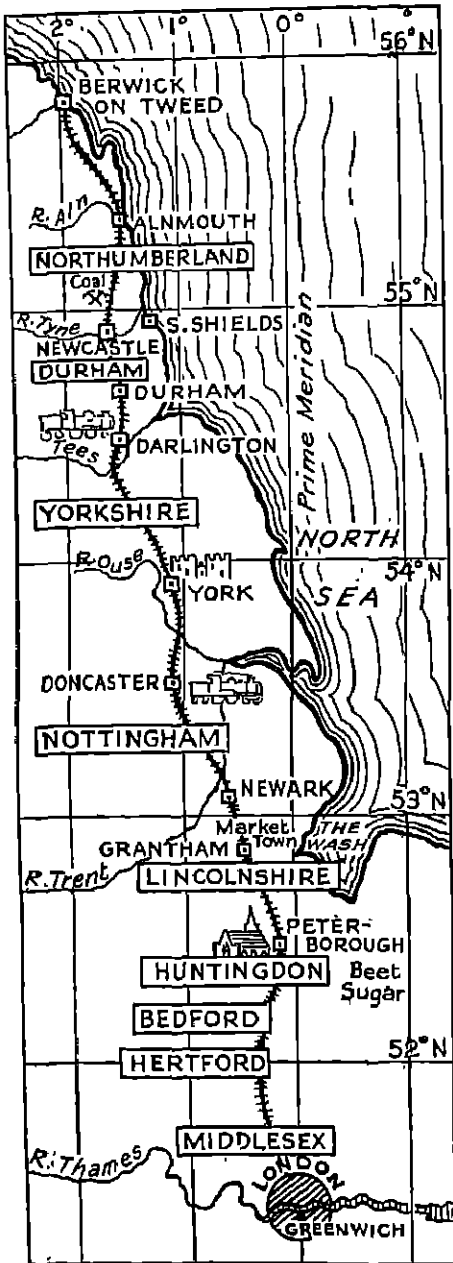 2° 1° 0°
56°N
BERWICK
ON TWEED
R. Aln
ALNMOUTH
NORTHUMBERLAND
Coal
55°N
R. Tyne
S. SHIELDS
NEWCASTLE
DURHAM
DURHAM
Tees
DARLINGTON
Prime Meridian
YORKSHIRE
NORTH
SEA
54°N
R. Ouse
YORK
DONCASTER
NOTTINGHAM
NEWARK
53°N
Market
Town
THE
WASH
GRANTHAM
R. Trent
LINCOLNSHIRE
PETER-
BOROUGH
HUNTINGDON
Beet
Sugar
BEDFORD
52°N
HERTFORD
MIDDLESEX
R. Thames
LONDON
GREENWICH